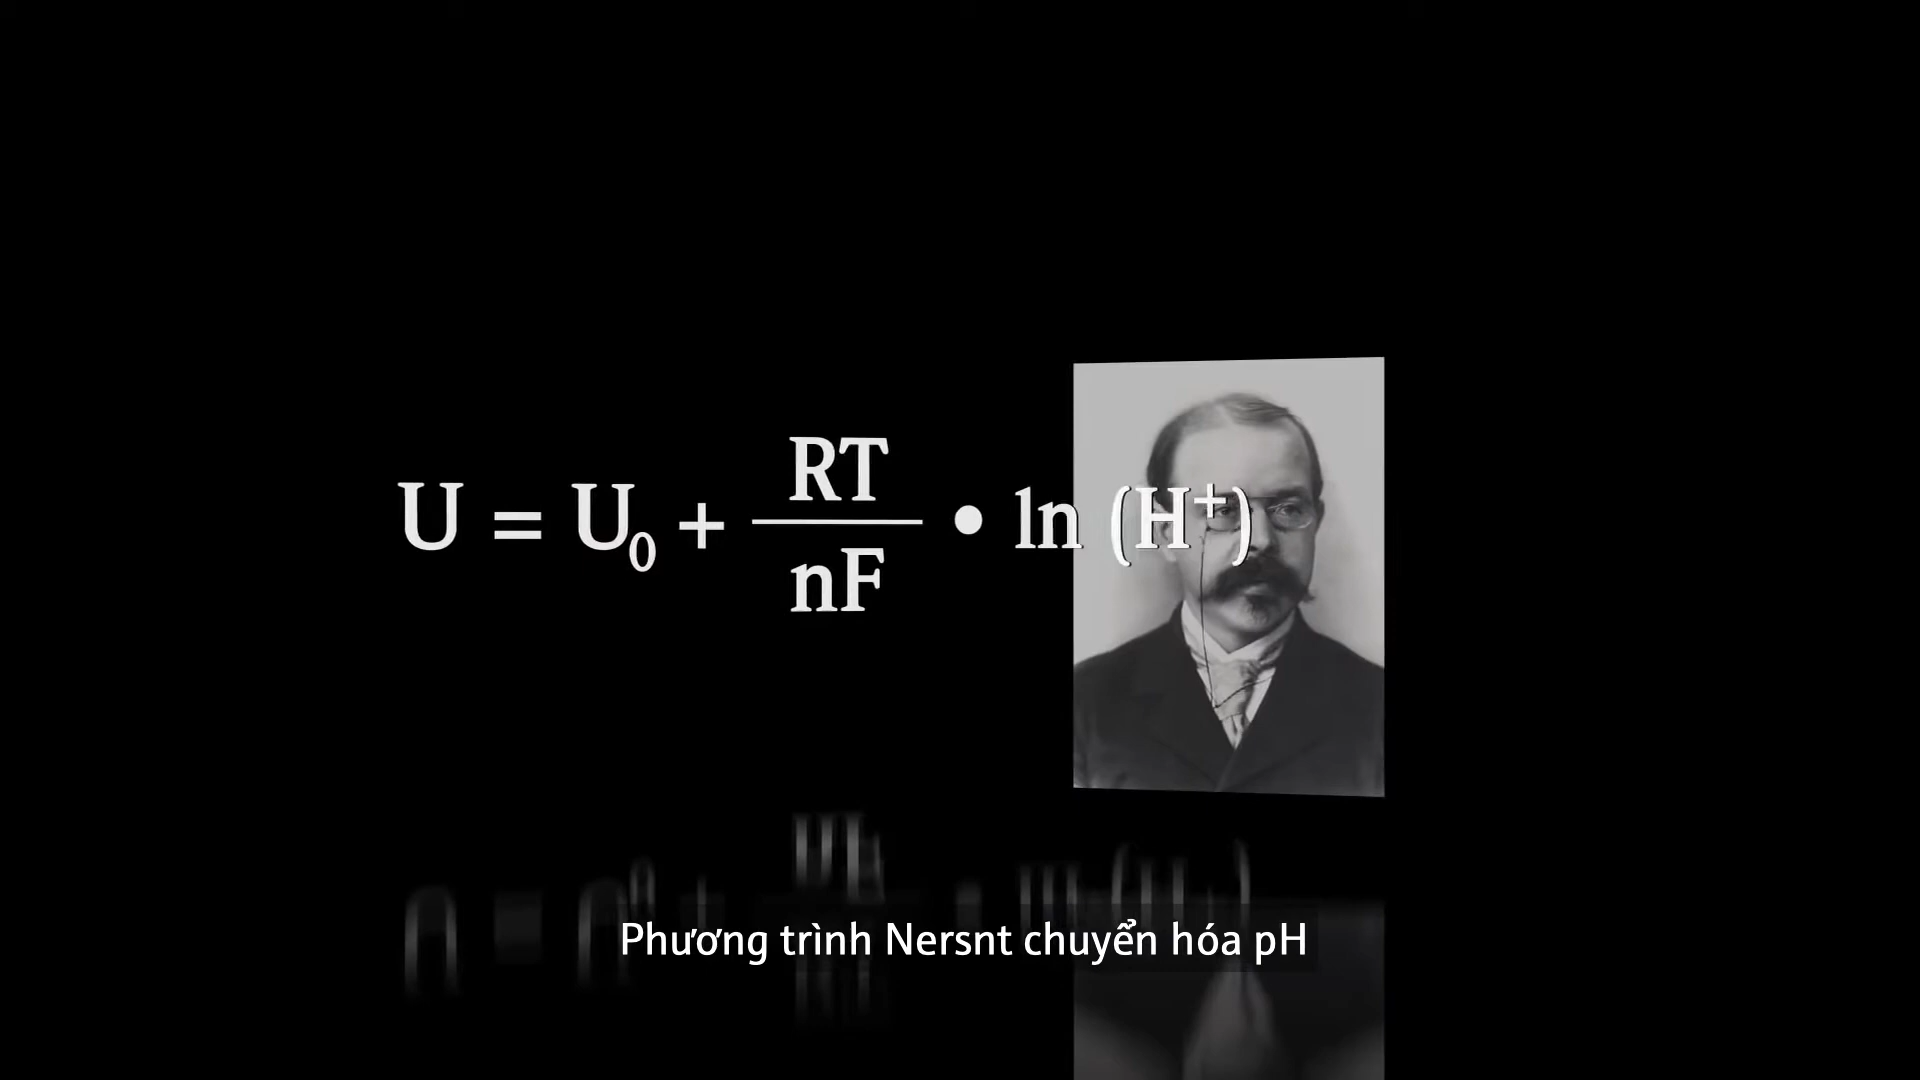 U = U₀ + RT/nF • ln (H⁺)
Phương trình Nersnt chuyển hóa pH